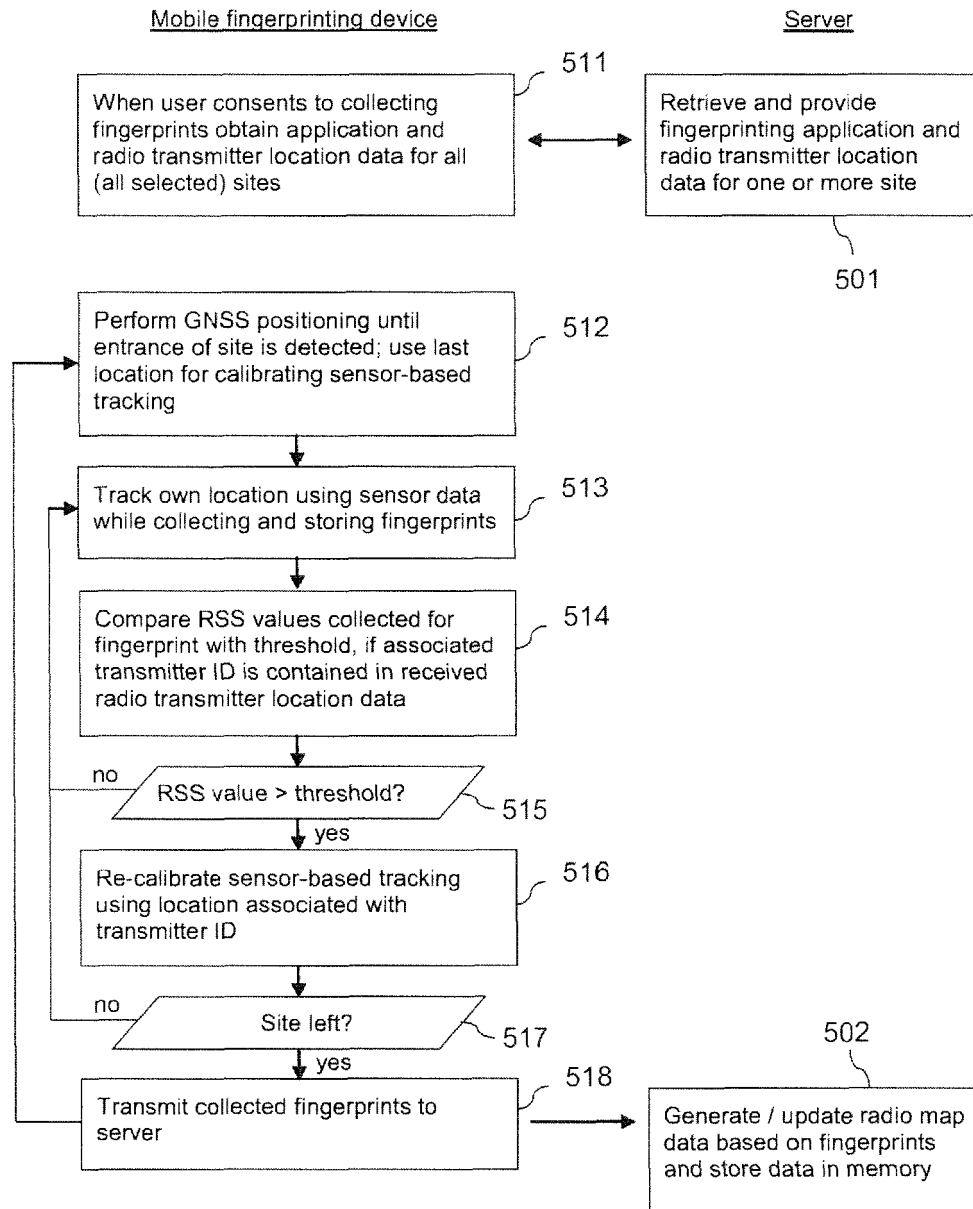 Mobile fingerprinting device
Server
511
When user consents to collecting
fingerprints obtain application and
radio transmitter location data for all
(all selected) sites
Retrieve and provide
fingerprinting application and
radio transmitter location
data for one or more site
501
Perform GNSS positioning until
entrance of site is detected; use last
location for calibrating sensor-based
tracking
512
Track own location using sensor data
while collecting and storing fingerprints
513
Compare RSS values collected for
fingerprint with threshold, if associated
transmitter ID is contained in received
radio transmitter location data
514
no
RSS value > threshold?
515
yes
Re-calibrate sensor-based tracking
using location associated with
transmitter ID
516
no
Site left?
517
yes
502
Transmit collected fingerprints to
server
518
Generate / update radio map
data based on fingerprints
and store data in memory